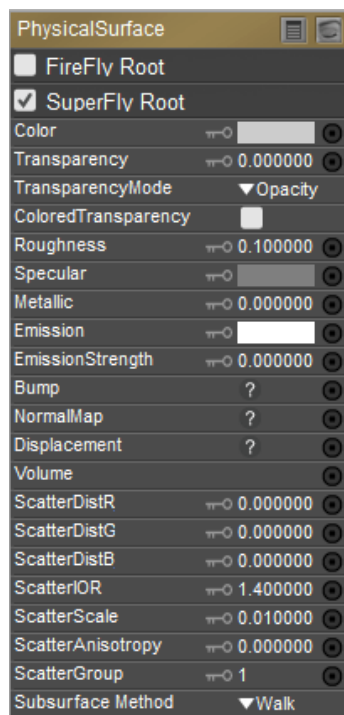 PhysicalSurface
FireFly Root
SuperFly Root
Color
Transparency 0.000000
TransparencyMode ▼Opacity
ColoredTransparency
Roughness 0.100000
Specular
Metallic 0.000000
Emission
EmissionStrength 0.000000
Bump ?
NormalMap ?
Displacement ?
Volume
ScatterDistR 0.000000
ScatterDistG 0.000000
ScatterDistB 0.000000
ScatterIOR 1.400000
ScatterScale 0.010000
ScatterAnisotropy 0.000000
ScatterGroup 1
Subsurface Method ▼Walk